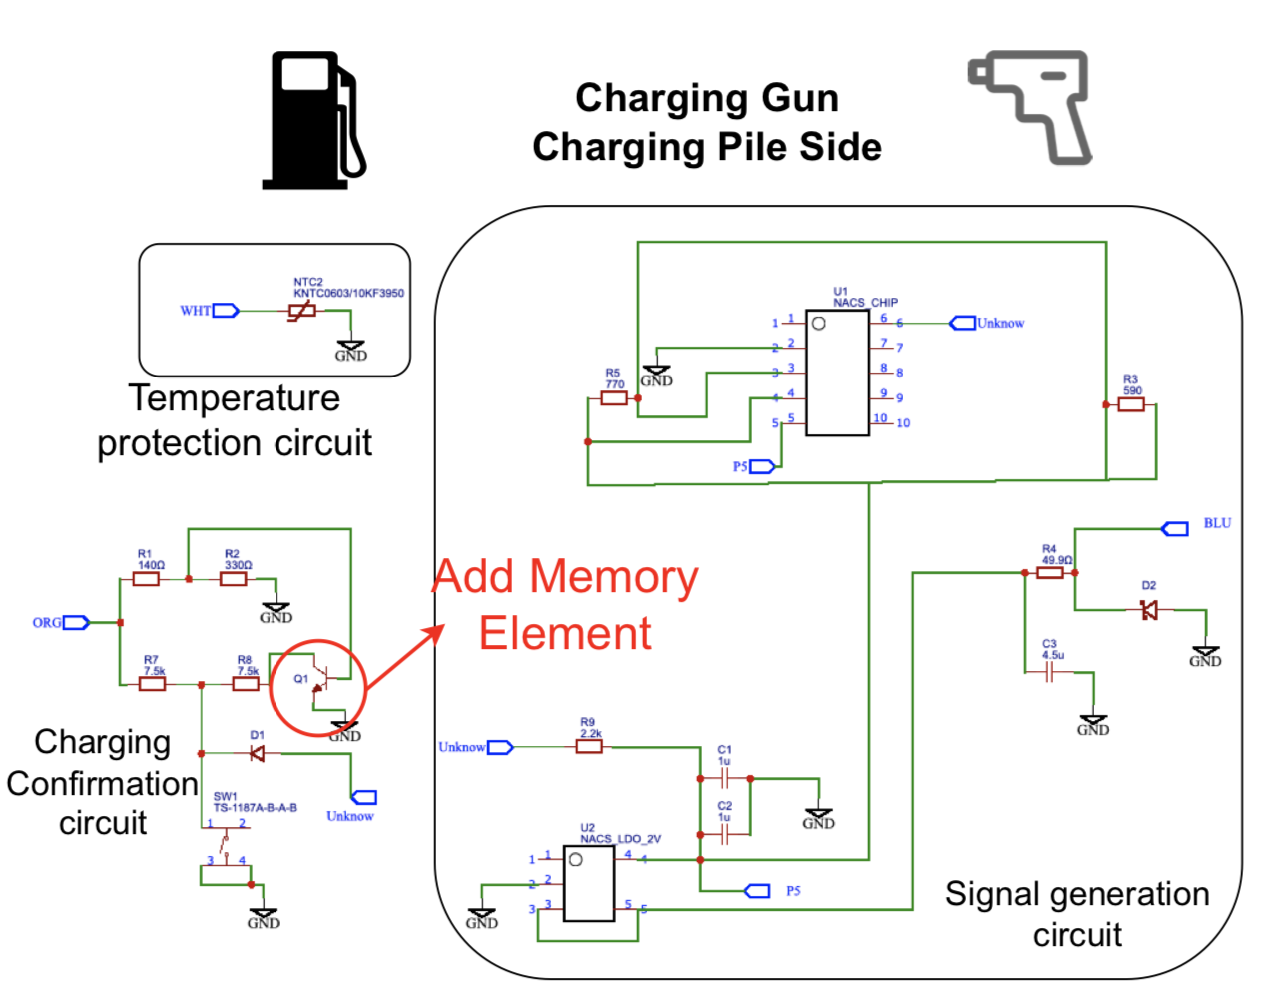 Charging Gun
Charging Pile Side
NTC2
KNTC0603/10KF3950
WHT
GND
Temperature
protection circuit
U1
NACS_CHIP
1 1
2 2
3 3
4 4
5 5
6 6
7 7
8 8
9 9
10 10
Unknow
GND
R5
770
R3
590
P5
R1
140Ω
R2
330Ω
GND
ORG
R7
7.5k
R8
7.5k
Q1
GND
Add Memory
Element
D1
Unknow
SW1
TS-1187A-B-A-B
1 2
3 4
GND
Charging
Confirmation
circuit
BLU
R4
49.9Ω
D2
GND
C3
4.5u
GND
Unknow
R9
2.2k
C1
1u
C2
1u
GND
U2
NACS_LDO_2V
1 1
2 2
3 3
4 4
5 5
GND
P5
Signal generation
circuit